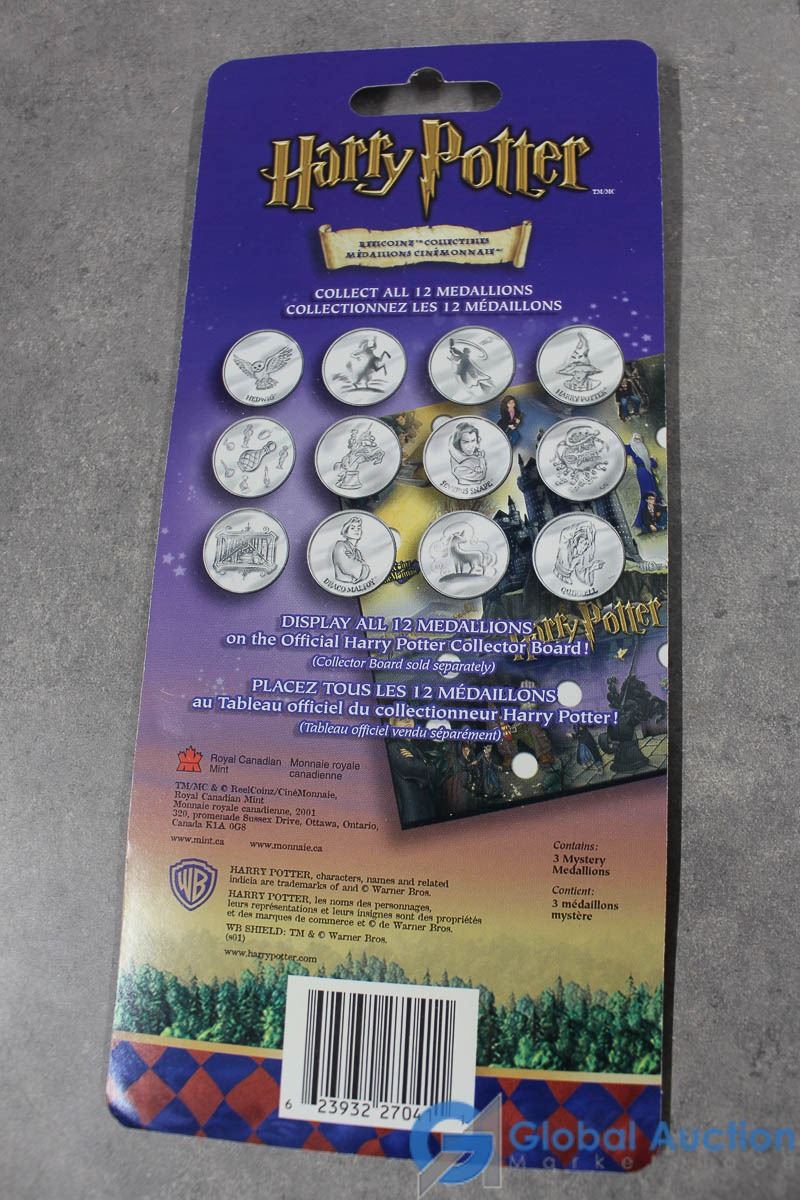 Harry Potter TM/MC
REELCOINZ™ COLLECTIBLES
MÉDAILLONS CINÉMONNAIE MC
COLLECT ALL 12 MEDALLIONS
COLLECTIONNEZ LES 12 MÉDAILLONS
HEDWIG
HARRY POTTER
SEVERUS SNAPE
DRACO MALFOY
QUIRRELL
DISPLAY ALL 12 MEDALLIONS
on the Official Harry Potter Collector Board!
(Collector Board sold separately)
Harry Potter
PLACEZ TOUS LES 12 MÉDAILLONS
au Tableau officiel du collectionneur Harry Potter!
(Tableau officiel vendu séparément)
Royal Canadian Mint
Monnaie royale canadienne
TM/MC & © ReelCoinz/CinéMonnaie,
Royal Canadian Mint
Monnaie royale canadienne, 2001
320, promenade Sussex Drive, Ottawa, Ontario,
Canada K1A 0G8
www.mint.ca www.monnaie.ca
Contains:
3 Mystery
Medallions
Contient:
3 médaillons
mystère
WB
HARRY POTTER, characters, names and related
indicia are trademarks of and © Warner Bros.
HARRY POTTER, les noms des personnages,
leurs représentations et leurs insignes sont des propriétés
et des marques de commerce et © de Warner Bros.
WB SHIELD: TM & © Warner Bros.
(s01)
www.harrypotter.com
6 23932 2704
Global Auction